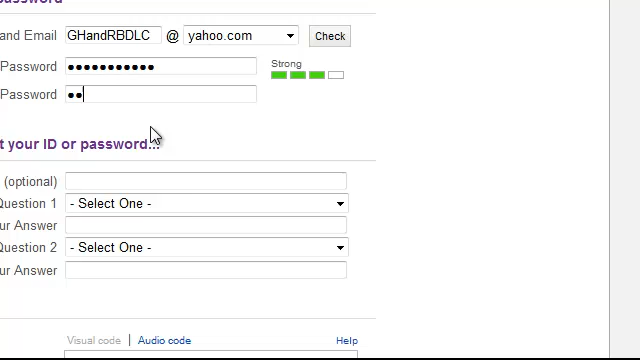 password
and Email GHandRBDLC @ yahoo.com Check
Password ●●●●●●●●●●● Strong
Password ●●
t your ID or password...
(optional)
Question 1 - Select One -
ur Answer
Question 2 - Select One -
ur Answer
Visual code | Audio code Help